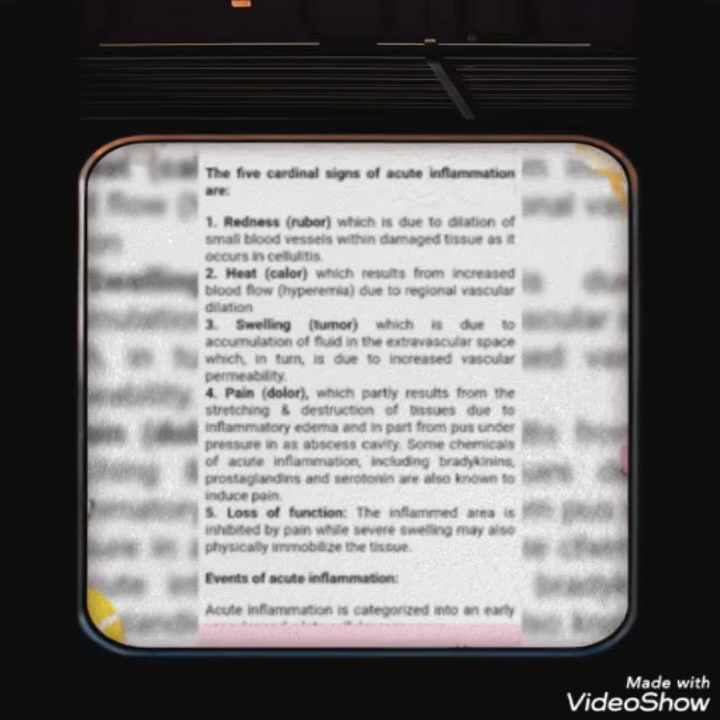 The five cardinal signs of acute inflammation
are:
1. Redness (rubor) which is due to dilation of
small blood vessels within damaged tissue as it
occurs in cellulitis.
2. Heat (calor) which results from increased
blood flow (hyperemia) due to regional vascular
dilation
3. Swelling (tumor) which is due to
accumulation of fluid in the extravascular space
which, in turn, is due to increased vascular
permeability.
4. Pain (dolor), which partly results from the
stretching & destruction of tissues due to
inflammatory edema and in part from pus under
pressure in as abscess cavity. Some chemicals
of acute inflammation, including bradykinins,
prostaglandins and serotonin are also known to
induce pain.
5. Loss of function: The inflammed area is
inhibited by pain while severe swelling may also
physically immobilize the tissue.
Events of acute inflammation:
Acute inflammation is categorized into an early
Made with
VideoShow